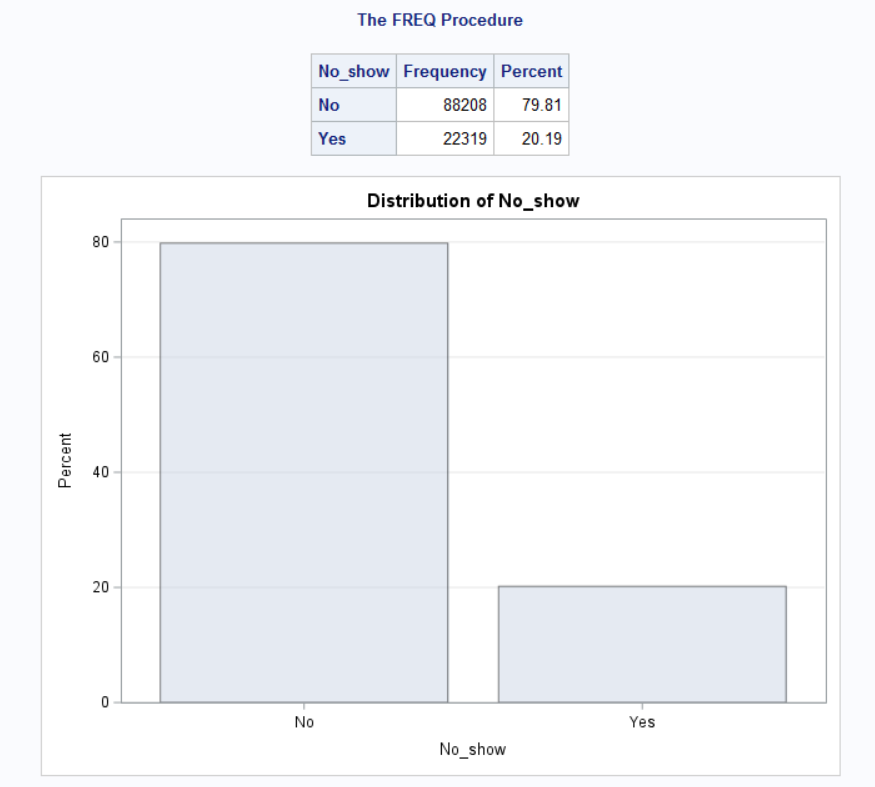 The FREQ Procedure
No_show Frequency Percent
No 88208 79.81
Yes 22319 20.19
Distribution of No_show
80
60
40
20
0
Percent
No Yes
No_show